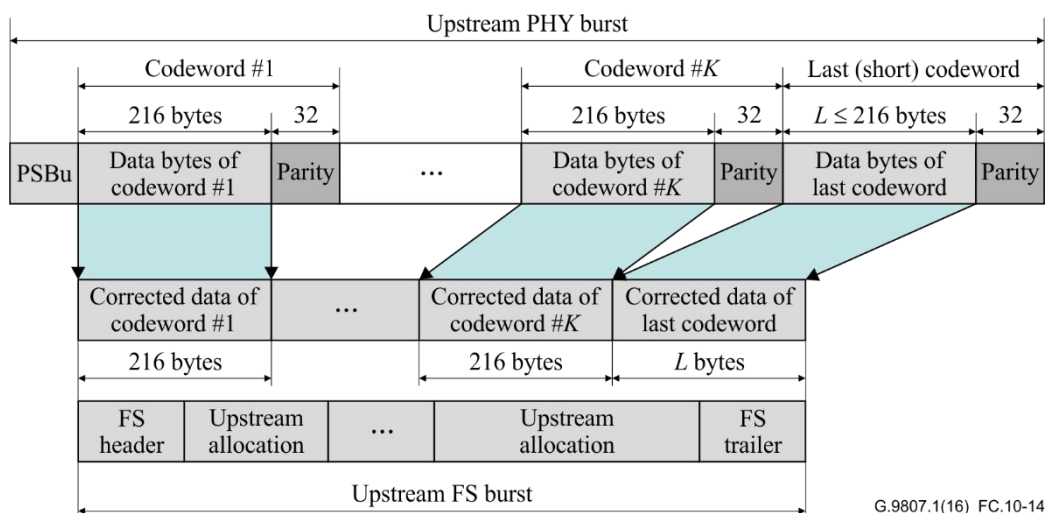 Upstream PHY burst
Codeword #1
Codeword #K
Last (short) codeword
216 bytes
32
216 bytes
32
L ≤ 216 bytes
32
PSBu
Data bytes of
codeword #1
Parity
...
Data bytes of
codeword #K
Parity
Data bytes of
last codeword
Parity
Corrected data of
codeword #1
...
Corrected data of
codeword #K
Corrected data of
last codeword
216 bytes
216 bytes
L bytes
FS
header
Upstream
allocation
...
Upstream
allocation
FS
trailer
Upstream FS burst
G.9807.1(16)_FC.10-14